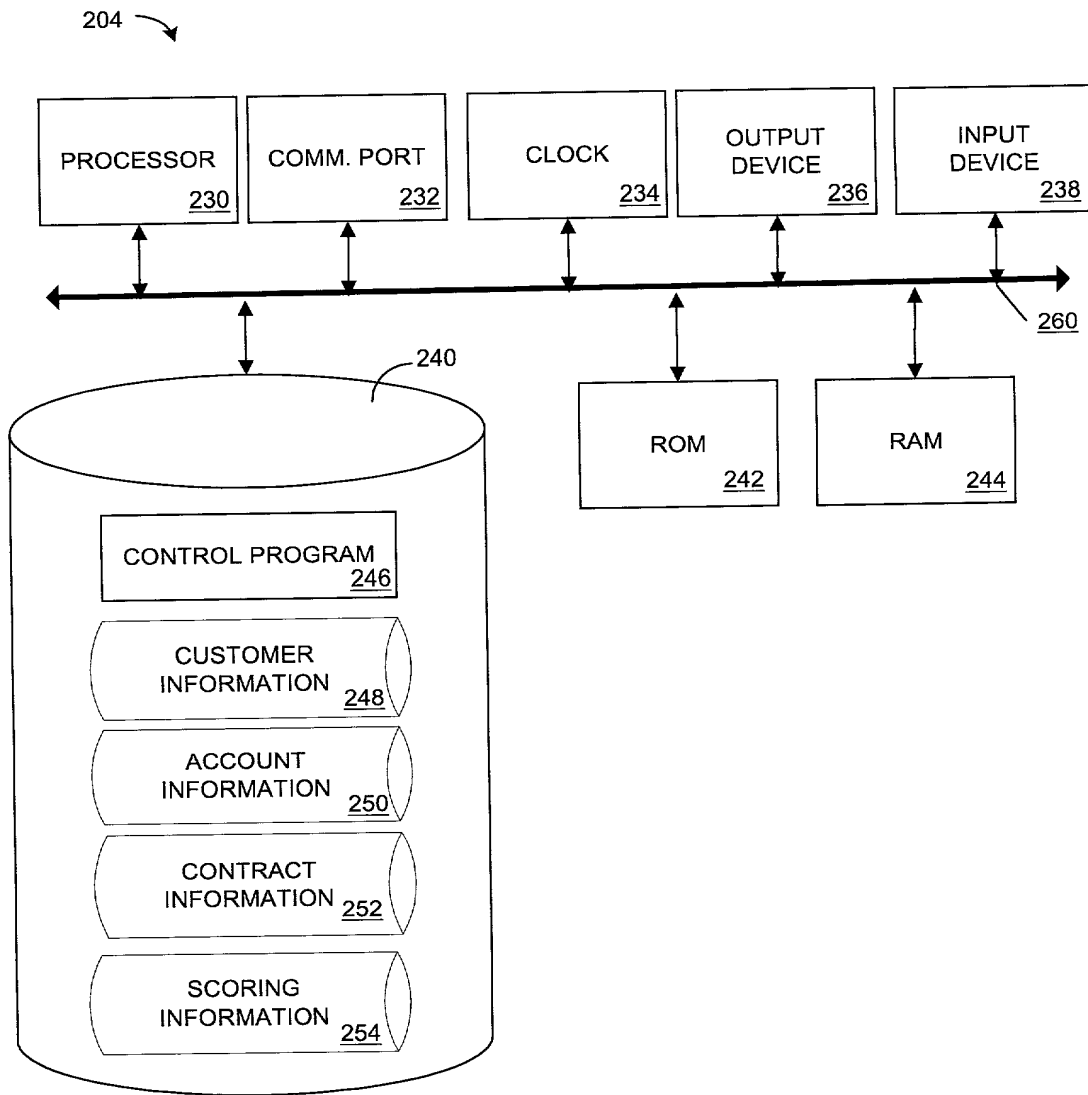 204
PROCESSOR
230
COMM. PORT
232
CLOCK
234
OUTPUT
DEVICE
236
INPUT
DEVICE
238
260
240
ROM
242
RAM
244
CONTROL PROGRAM
246
CUSTOMER
INFORMATION
248
ACCOUNT
INFORMATION
250
CONTRACT
INFORMATION
252
SCORING
INFORMATION
254